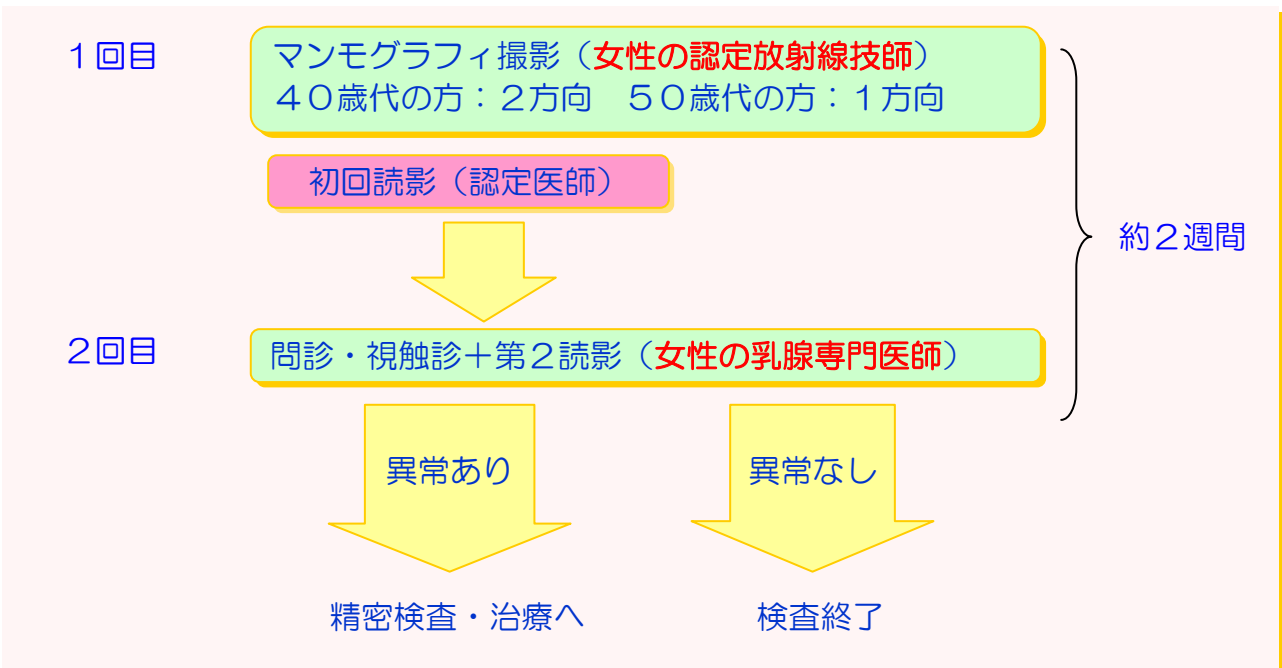 1回目
マンモグラフィ撮影（女性の認定放射線技師）
４０歳代の方：２方向　５０歳代の方：１方向
初回読影（認定医師）
約２週間
２回目
問診・視触診＋第２読影（女性の乳腺専門医師）
異常あり
異常なし
精密検査・治療へ
検査終了